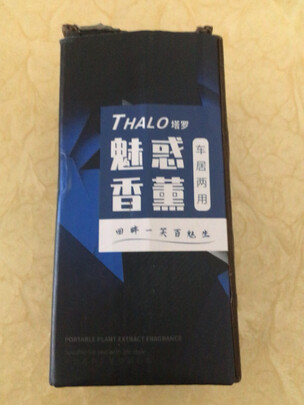 THALO 塔罗
魅惑
香薰
车居两用
回眸一笑百魅生
PORTABLE PLANT EXTRACT FRAGRANCE